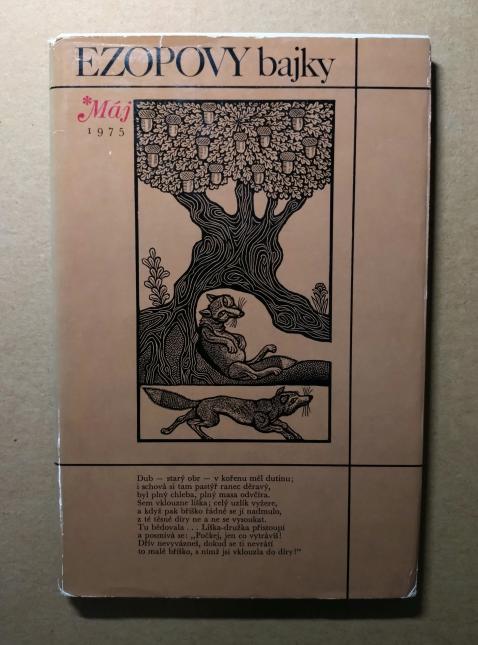 EZOPOVY bajky
*Máj
1975
Dub — starý obr — v kořenu měl dutinu;
i schová si tam pastýř ranec děravý,
byl plný chleba, plný masa odvčíra.
Sem vklouzne liška; celý uzlík vyžere,
a když pak bříško řádně se jí nadmulo,
z té těsné díry ne a ne se vysoukat.
Tu bědovala . . . Liška-družka přistoupí
a posmívá se: „Počkej, jen co vytrávíš!
Dřív nevyvázneš, dokud se ti nevrátí
to malé bříško, s nímž jsi vklouzla do díry!“